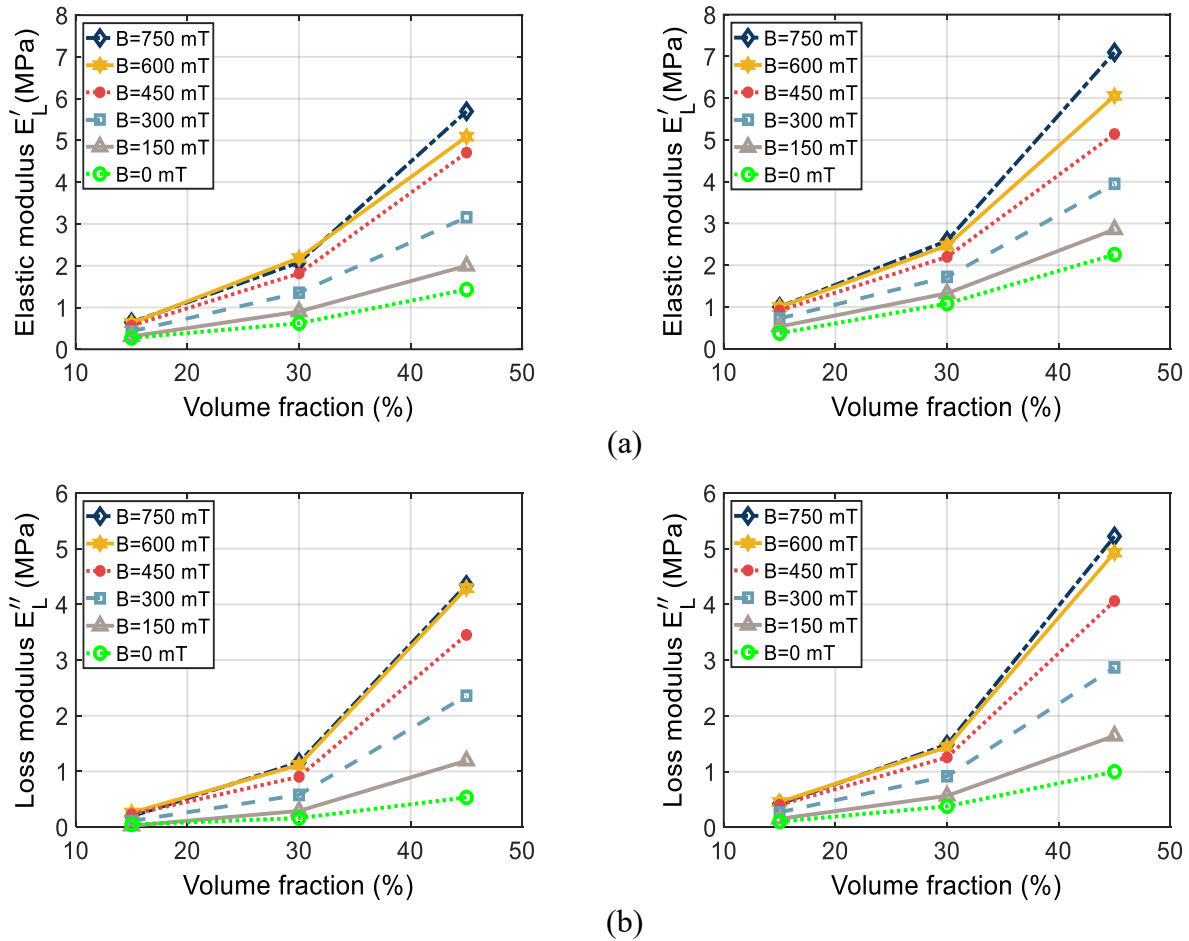 8
7
6
5
4
3
2
1
0
Elastic modulus E′L (MPa)
B=750 mT
B=600 mT
B=450 mT
B=300 mT
B=150 mT
B=0 mT
10 20 30 40 50
Volume fraction (%)
8
7
6
5
4
3
2
1
0
Elastic modulus E′L (MPa)
B=750 mT
B=600 mT
B=450 mT
B=300 mT
B=150 mT
B=0 mT
10 20 30 40 50
Volume fraction (%)
(a)
6
5
4
3
2
1
0
Loss modulus E″L (MPa)
B=750 mT
B=600 mT
B=450 mT
B=300 mT
B=150 mT
B=0 mT
10 20 30 40 50
Volume fraction (%)
6
5
4
3
2
1
0
Loss modulus E″L (MPa)
B=750 mT
B=600 mT
B=450 mT
B=300 mT
B=150 mT
B=0 mT
10 20 30 40 50
Volume fraction (%)
(b)